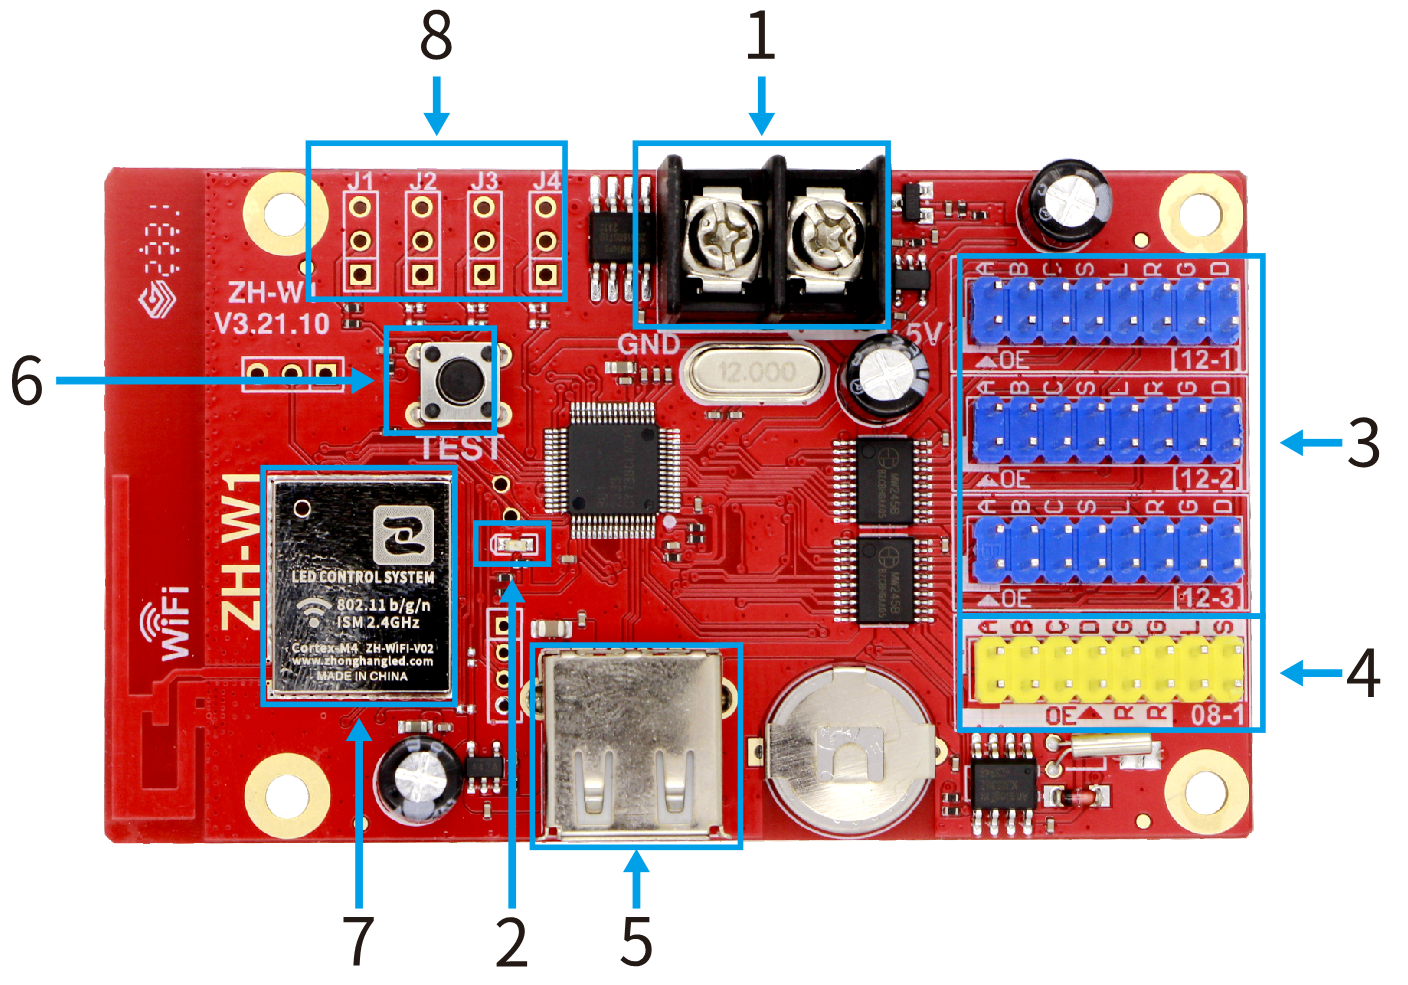 8
1
J1 J2 J3 J4
ZH-W1
V3.21.10
GND
5V
12.000
6
TEST
A B C S L R G D
OE [12-1]
A B C S L R G D
OE [12-2]
3
A B C S L R G D
OE [12-3]
A B C D G G L S
OE R R 08-1
4
ZH-W1
WiFi
LED CONTROL SYSTEM
802.11 b/g/n
ISM 2.4GHz
Cortex-M4 ZH-WiFi-V02
www.zhonghangled.com
MADE IN CHINA
MW245B
MW245B
7
2
5